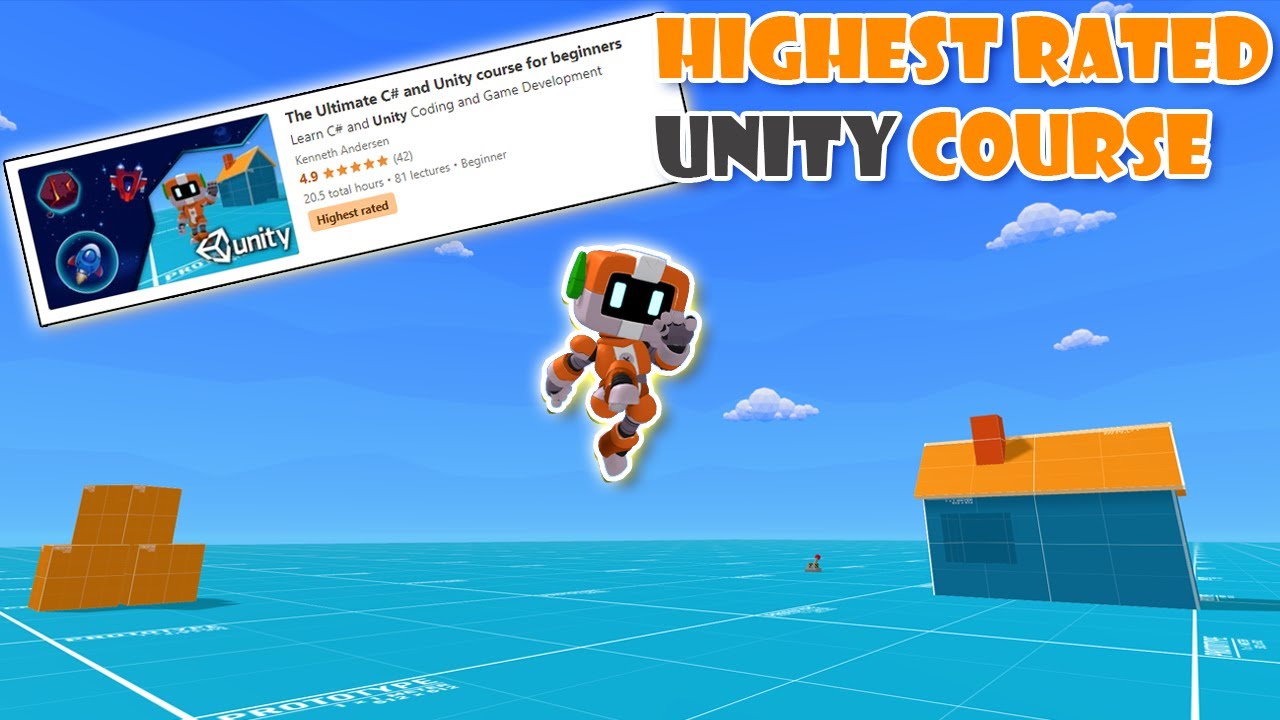 HIGHEST RATED
UNITY COURSE
The Ultimate C# and Unity course for beginners
Learn C# and Unity Coding and Game Development
Kenneth Andersen
4.9 (42)
20.5 total hours • 81 lectures • Beginner
Highest rated
unity
PROTO
PROTOTYPE
PROTOTYPE